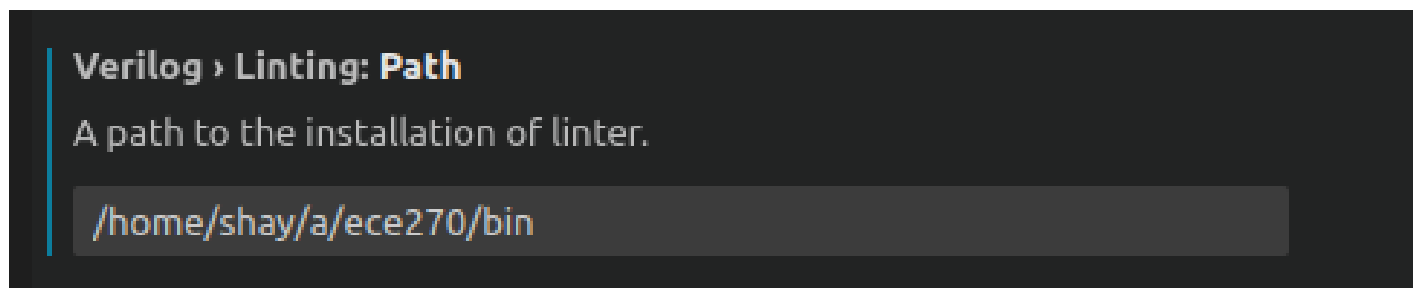 Verilog › Linting: Path
A path to the installation of linter.
/home/shay/a/ece270/bin